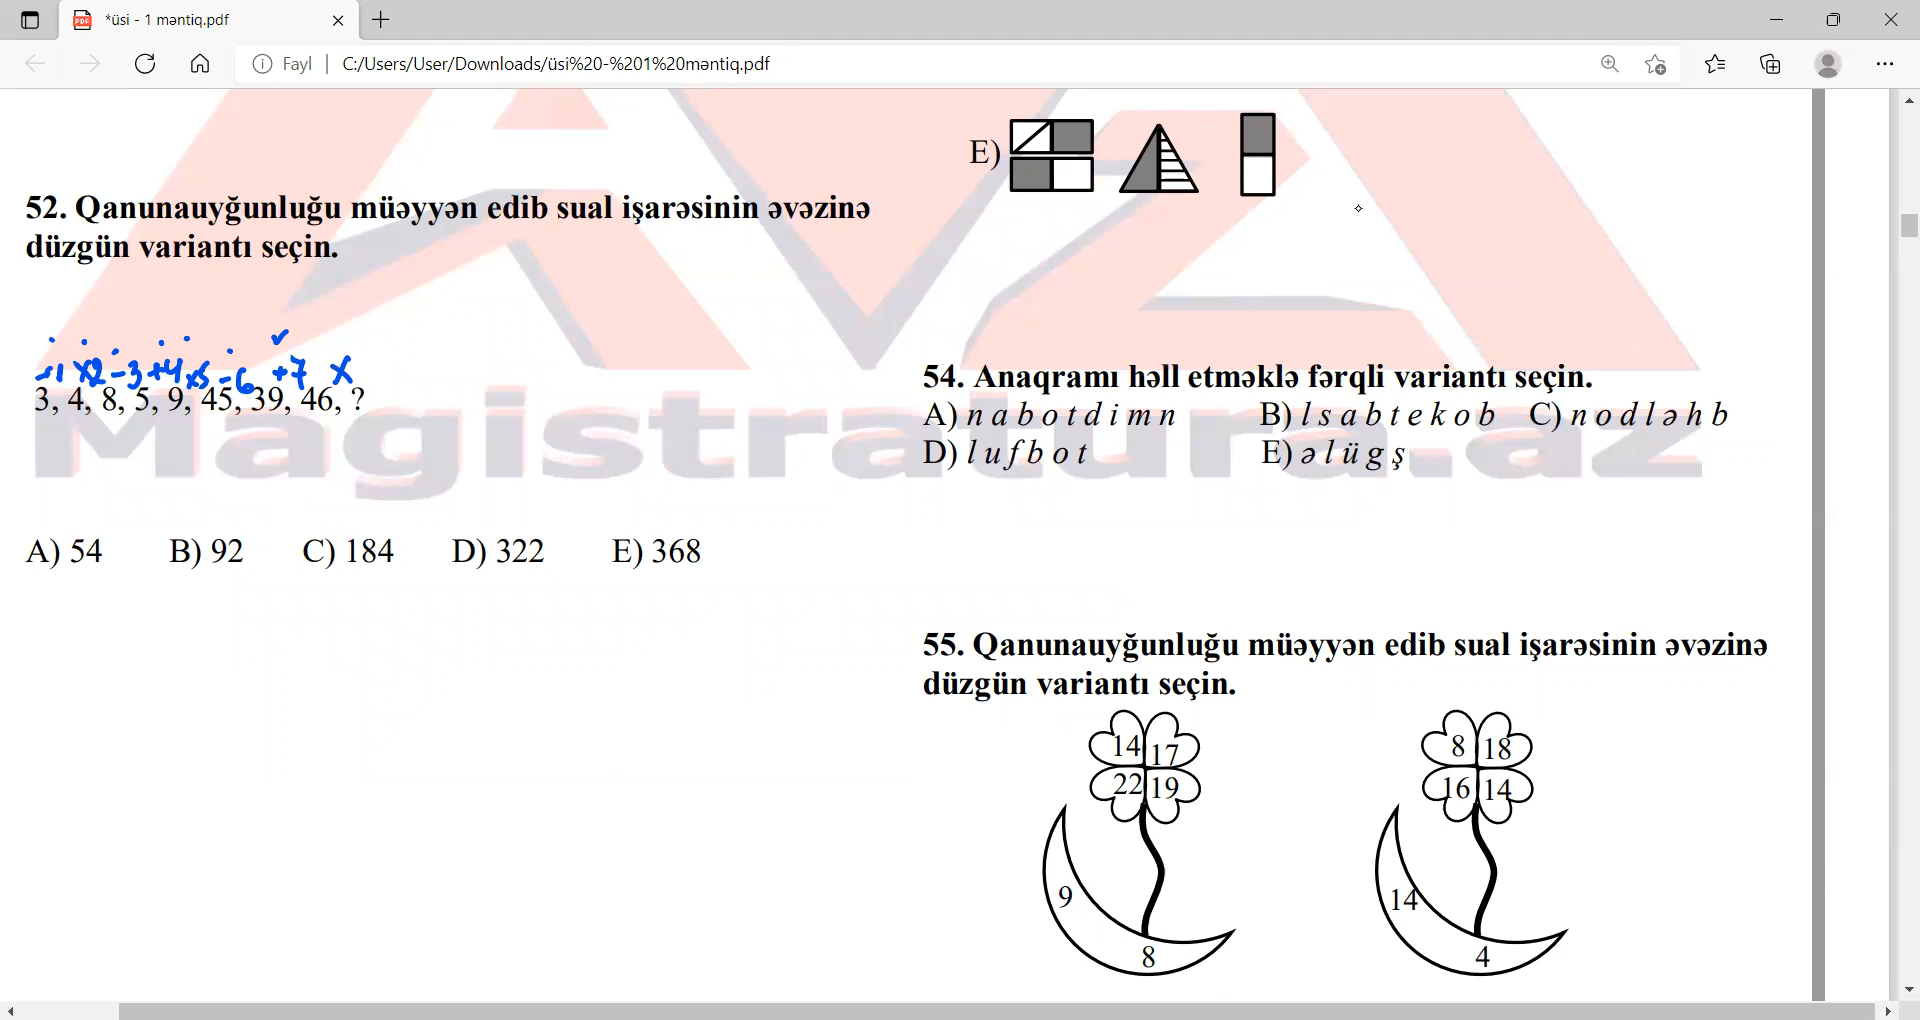 *üsi - 1 məntiq.pdf
Fayl | C:/Users/User/Downloads/üsi%20-%201%20məntiq.pdf
52. Qanunauyğunluğu müəyyən edib sual işarəsinin əvəzinə
düzgün variantı seçin.
+1 x2 -3 +4 x5 -6 +7 x
3, 4, 8, 5, 9, 45, 39, 46, ?
A) 54 B) 92 C) 184 D) 322 E) 368
E)
54. Anaqramı həll etməklə fərqli variantı seçin.
A) n a b o t d i m n B) l s a b t e k o b C) n o d l ə h b
D) l u f b o t E) ə l ü g ş
55. Qanunauyğunluğu müəyyən edib sual işarəsinin əvəzinə
düzgün variantı seçin.
14 17 8 18
22 19 16 14
9 14
8 4
Magistratura.az